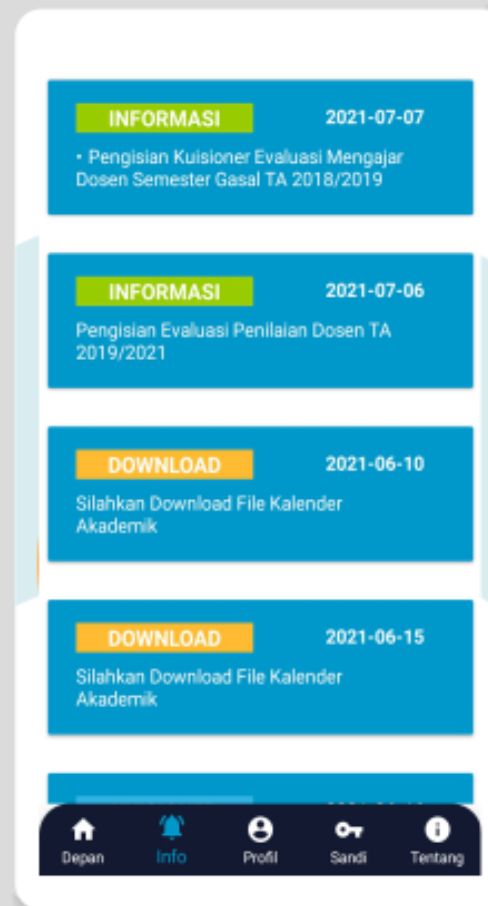 INFORMASI 2021-07-07
• Pengisian Kuisioner Evaluasi Mengajar
Dosen Semester Gasal TA 2018/2019
INFORMASI 2021-07-06
Pengisian Evaluasi Penilaian Dosen TA
2019/2021
DOWNLOAD 2021-06-10
Silahkan Download File Kalender
Akademik
DOWNLOAD 2021-06-15
Silahkan Download File Kalender
Akademik
Depan Info Profil Sandi Tentang